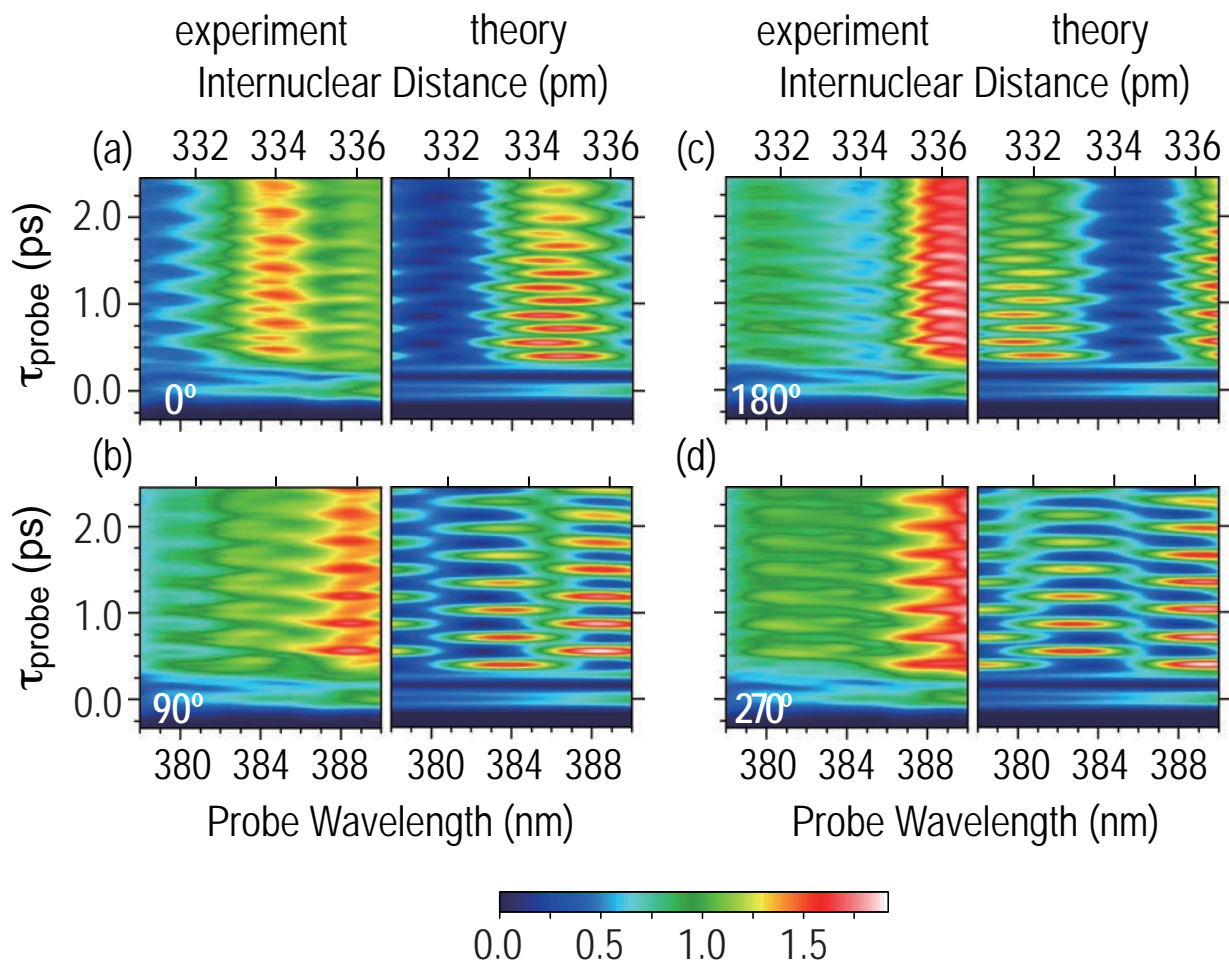 experiment theory experiment theory
Internuclear Distance (pm) Internuclear Distance (pm)
(a) 332 334 336 332 334 336 (c) 332 334 336 332 334 336
τprobe (ps)
2.0
1.0
0.0
0º
180º
(b) (d)
τprobe (ps)
2.0
1.0
0.0
90º
270º
380 384 388 380 384 388 380 384 388 380 384 388
Probe Wavelength (nm) Probe Wavelength (nm)
0.0 0.5 1.0 1.5